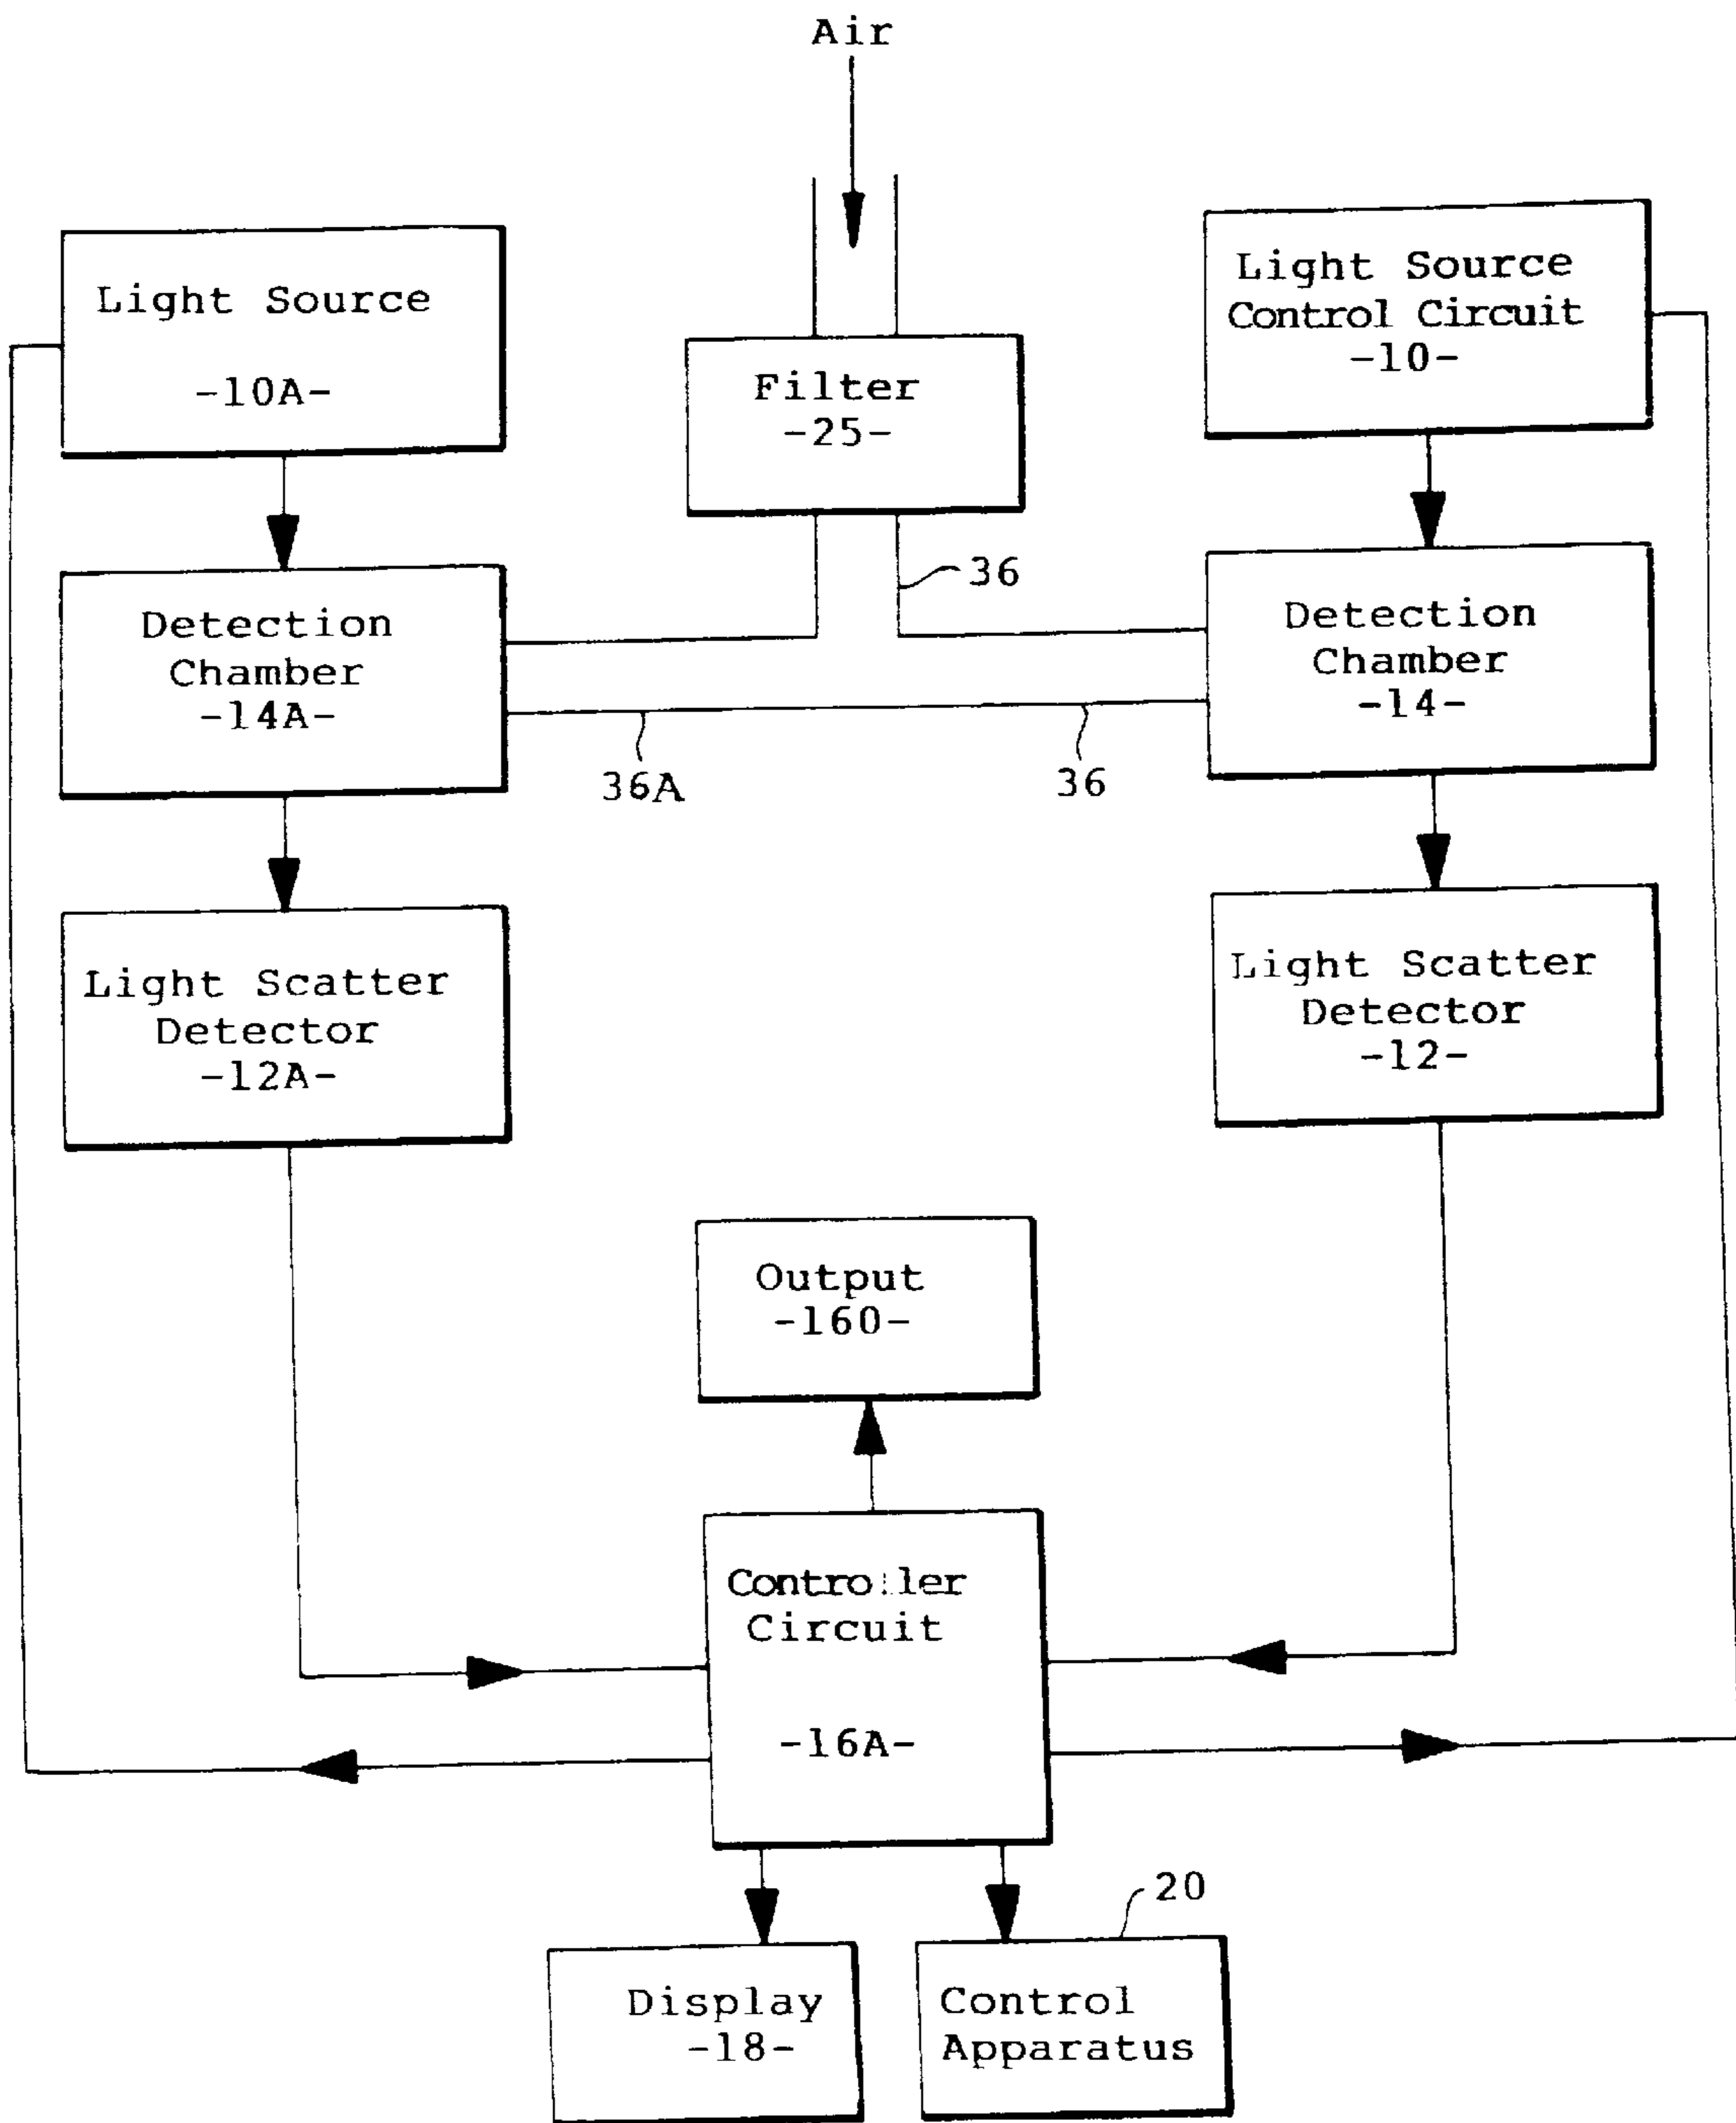 Air
Light Source
-10A-
Filter
-25-
Light Source
Control Circuit
-10-
36
Detection
Chamber
-14A-
Detection
Chamber
-14-
36A
36
Light Scatter
Detector
-12A-
Light Scatter
Detector
-12-
Output
-160-
Controller
Circuit
-16A-
20
Display
-18-
Control
Apparatus